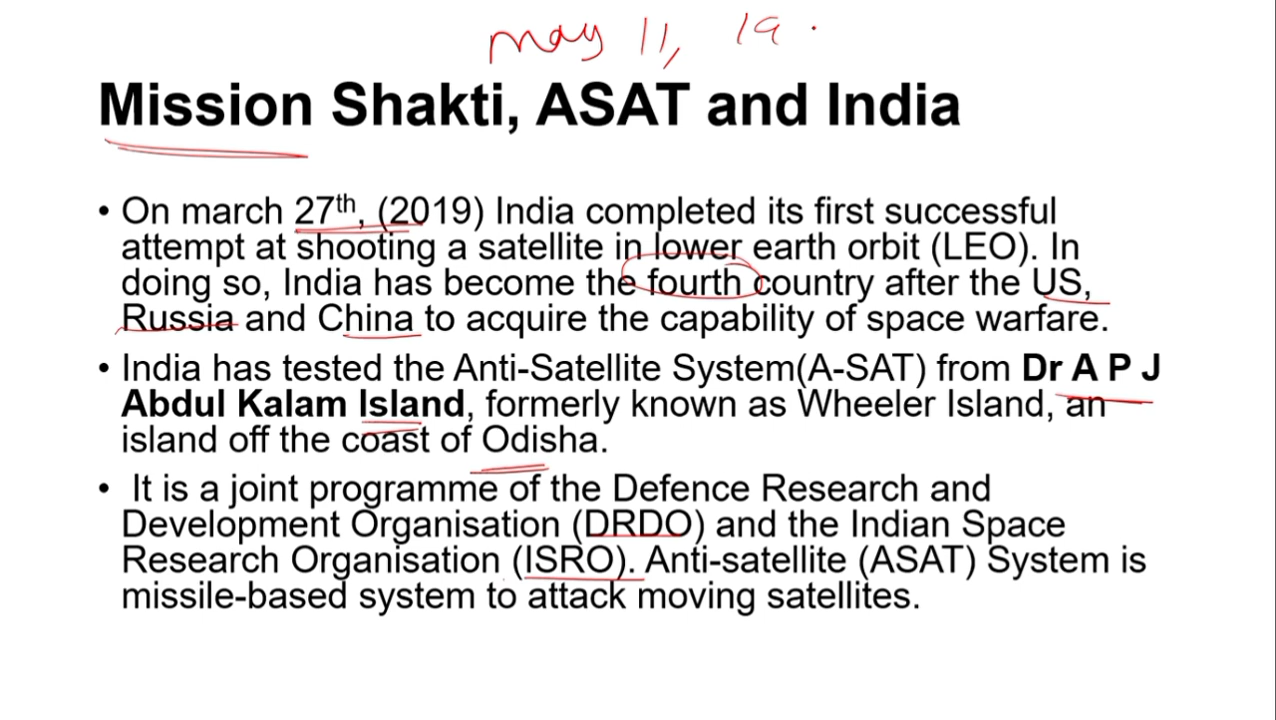 may 11, 19.
Mission Shakti, ASAT and India
• On march 27th, (2019) India completed its first successful
attempt at shooting a satellite in lower earth orbit (LEO). In
doing so, India has become the fourth country after the US,
Russia and China to acquire the capability of space warfare.
• India has tested the Anti-Satellite System(A-SAT) from Dr A P J
Abdul Kalam Island, formerly known as Wheeler Island, an
island off the coast of Odisha.
• It is a joint programme of the Defence Research and
Development Organisation (DRDO) and the Indian Space
Research Organisation (ISRO). Anti-satellite (ASAT) System is
missile-based system to attack moving satellites.